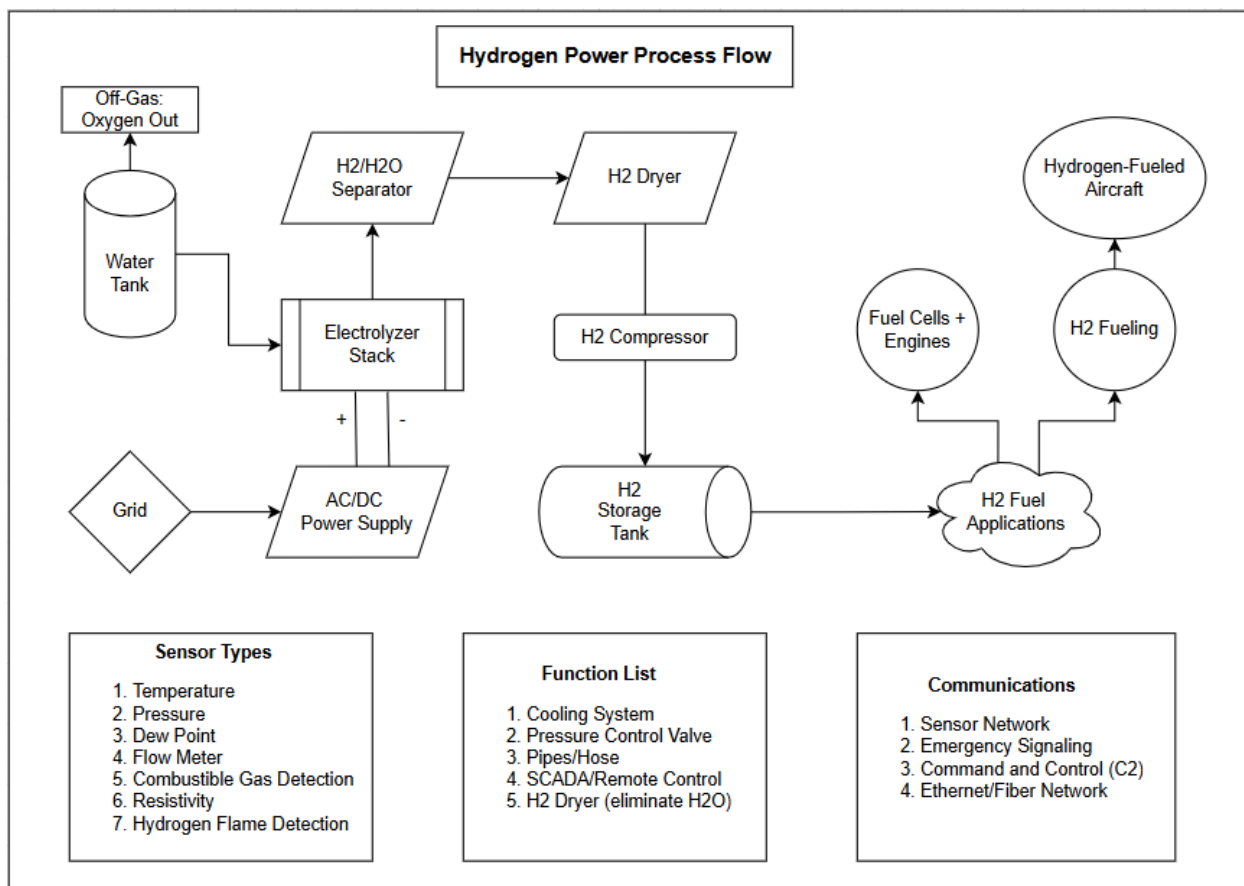 Hydrogen Power Process Flow
Off-Gas:
Oxygen Out
Water
Tank
H2/H2O
Separator
H2 Dryer
Hydrogen-Fueled
Aircraft
Electrolyzer
Stack
H2 Compressor
Fuel Cells +
Engines
H2 Fueling
+
-
Grid
AC/DC
Power Supply
H2
Storage
Tank
H2 Fuel
Applications
Sensor Types
1. Temperature
2. Pressure
3. Dew Point
4. Flow Meter
5. Combustible Gas Detection
6. Resistivity
7. Hydrogen Flame Detection
Function List
1. Cooling System
2. Pressure Control Valve
3. Pipes/Hose
4. SCADA/Remote Control
5. H2 Dryer (eliminate H2O)
Communications
1. Sensor Network
2. Emergency Signaling
3. Command and Control (C2)
4. Ethernet/Fiber Network